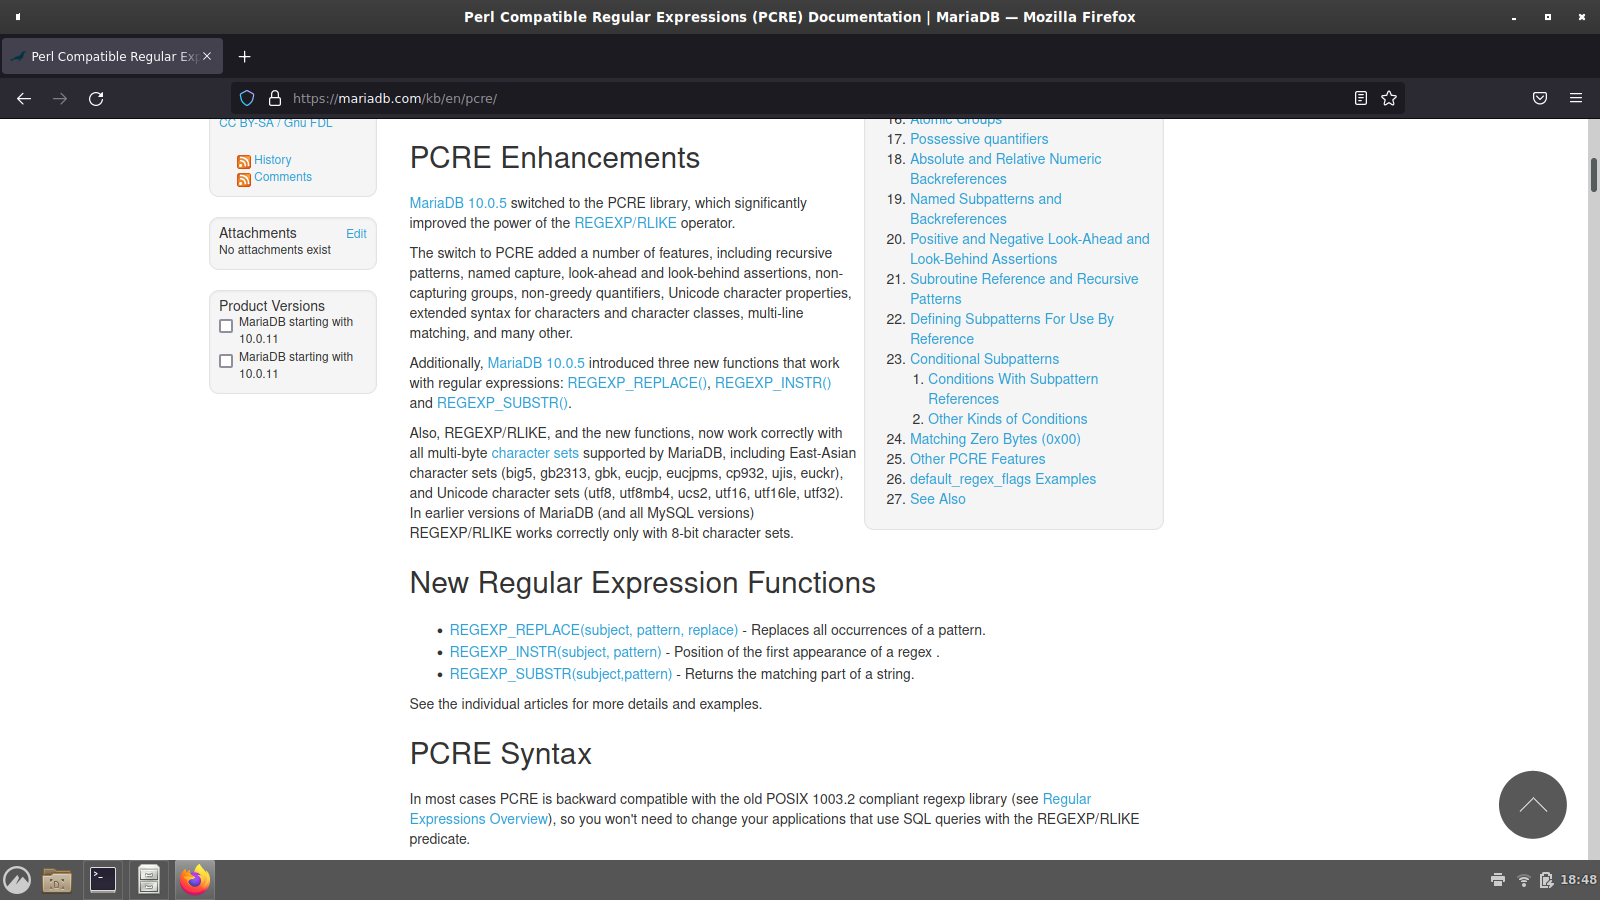 Perl Compatible Regular Expressions (PCRE) Documentation | MariaDB — Mozilla Firefox
Perl Compatible Regular Exp
https://mariadb.com/kb/en/pcre/
CC BY-SA / Gnu FDL
History
Comments
Attachments Edit
No attachments exist
Product Versions
MariaDB starting with
10.0.11
MariaDB starting with
10.0.11
PCRE Enhancements
MariaDB 10.0.5 switched to the PCRE library, which significantly
improved the power of the REGEXP/RLIKE operator.
The switch to PCRE added a number of features, including recursive
patterns, named capture, look-ahead and look-behind assertions, non-
capturing groups, non-greedy quantifiers, Unicode character properties,
extended syntax for characters and character classes, multi-line
matching, and many other.
Additionally, MariaDB 10.0.5 introduced three new functions that work
with regular expressions: REGEXP_REPLACE(), REGEXP_INSTR()
and REGEXP_SUBSTR().
Also, REGEXP/RLIKE, and the new functions, now work correctly with
all multi-byte character sets supported by MariaDB, including East-Asian
character sets (big5, gb2313, gbk, eucjp, eucjpms, cp932, ujis, euckr),
and Unicode character sets (utf8, utf8mb4, ucs2, utf16, utf16le, utf32).
In earlier versions of MariaDB (and all MySQL versions)
REGEXP/RLIKE works correctly only with 8-bit character sets.
16. Atomic Groups
17. Possessive quantifiers
18. Absolute and Relative Numeric
Backreferences
19. Named Subpatterns and
Backreferences
20. Positive and Negative Look-Ahead and
Look-Behind Assertions
21. Subroutine Reference and Recursive
Patterns
22. Defining Subpatterns For Use By
Reference
23. Conditional Subpatterns
1. Conditions With Subpattern
References
2. Other Kinds of Conditions
24. Matching Zero Bytes (0x00)
25. Other PCRE Features
26. default_regex_flags Examples
27. See Also
New Regular Expression Functions
• REGEXP_REPLACE(subject, pattern, replace) - Replaces all occurrences of a pattern.
• REGEXP_INSTR(subject, pattern) - Position of the first appearance of a regex .
• REGEXP_SUBSTR(subject,pattern) - Returns the matching part of a string.
See the individual articles for more details and examples.
PCRE Syntax
In most cases PCRE is backward compatible with the old POSIX 1003.2 compliant regexp library (see Regular
Expressions Overview), so you won't need to change your applications that use SQL queries with the REGEXP/RLIKE
predicate.
18:48